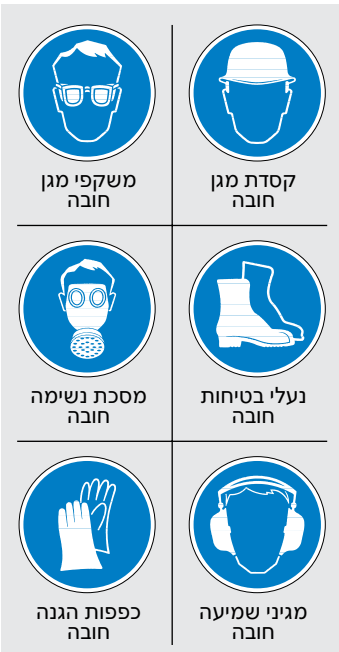 קסדת מגן
חובה
משקפי מגן
חובה
נעלי בטיחות
חובה
מסכת נשימה
חובה
מגיני שמיעה
חובה
כפפות הגנה
חובה